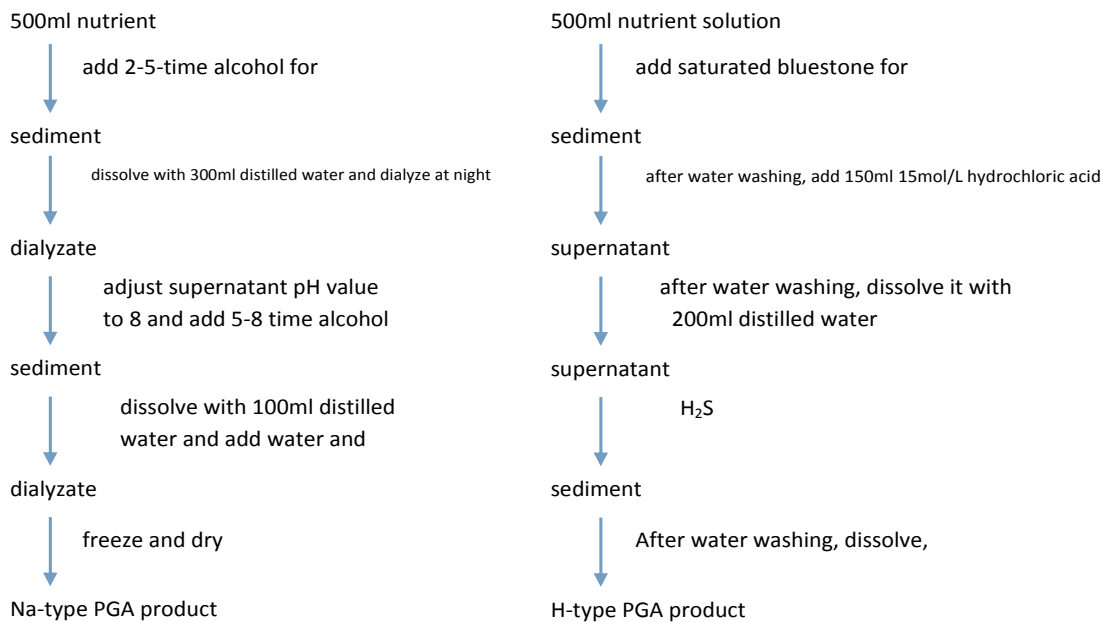 500ml nutrient
add 2-5-time alcohol for
sediment
dissolve with 300ml distilled water and dialyze at night
dialyzate
adjust supernatant pH value
to 8 and add 5-8 time alcohol
sediment
dissolve with 100ml distilled
water and add water and
dialyzate
freeze and dry
Na-type PGA product
500ml nutrient solution
add saturated bluestone for
sediment
after water washing, add 150ml 15mol/L hydrochloric acid
supernatant
after water washing, dissolve it with
200ml distilled water
supernatant
H₂S
sediment
After water washing, dissolve,
H-type PGA product